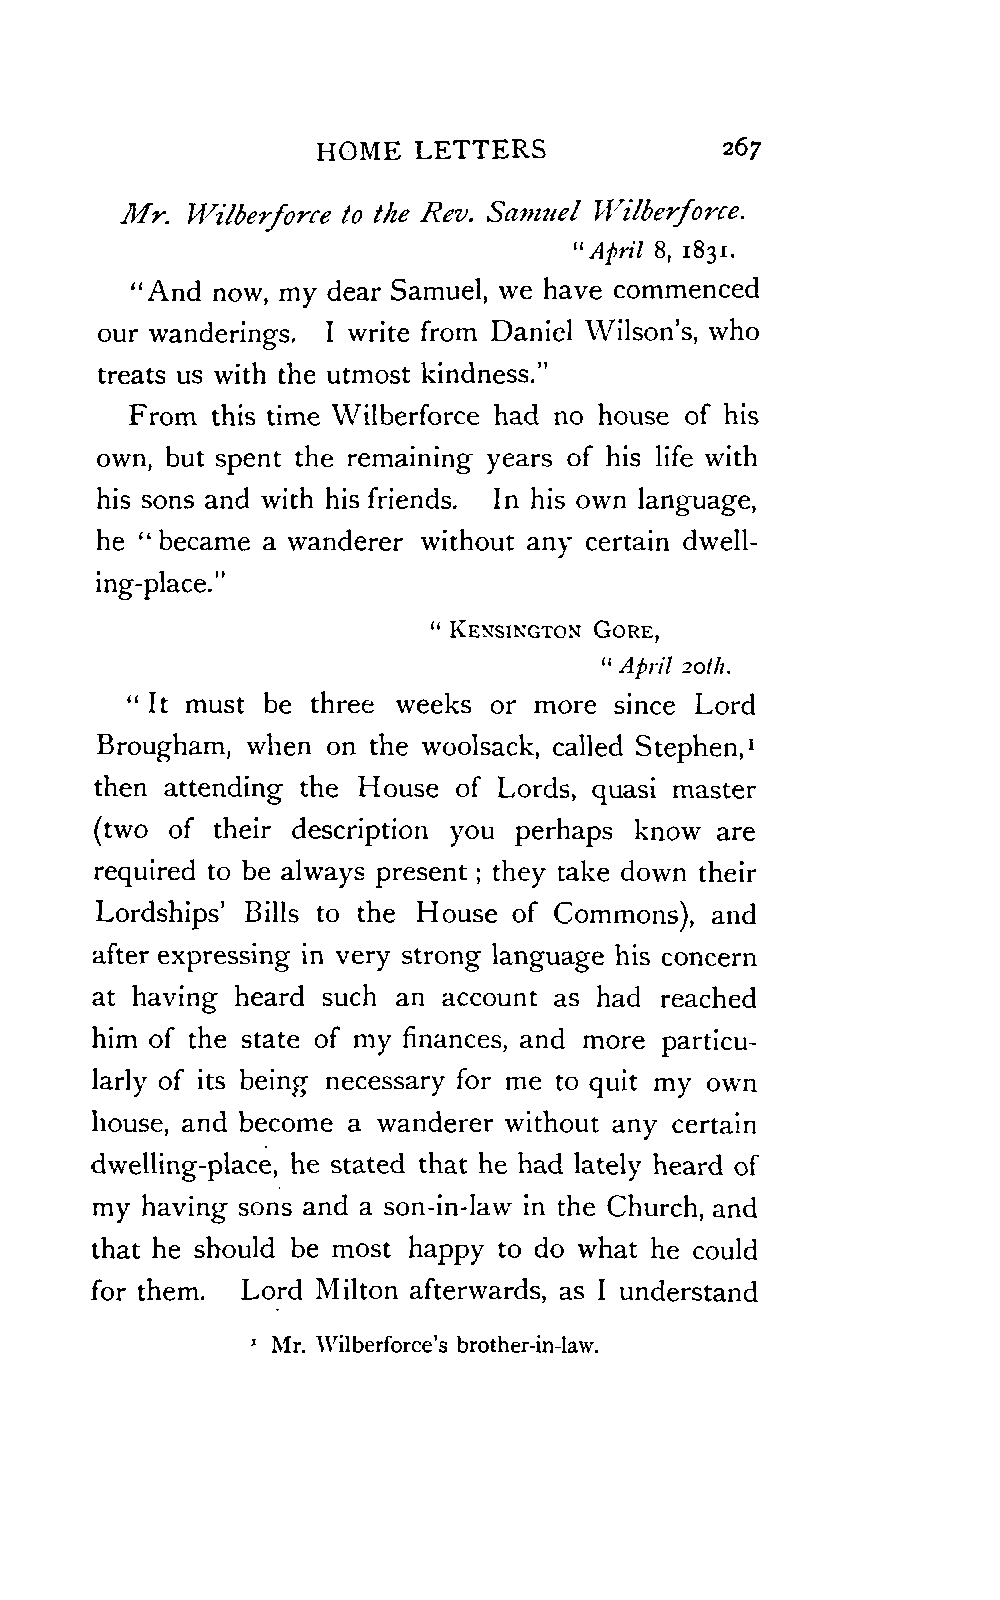 HOME LETTERS 267
Mr. Wilberforce to the Rev. Samuel Wilberforce.
"April 8, 1831.
"And now, my dear Samuel, we have commenced
our wanderings. I write from Daniel Wilson's, who
treats us with the utmost kindness."
From this time Wilberforce had no house of his
own, but spent the remaining years of his life with
his sons and with his friends. In his own language,
he "became a wanderer without any certain dwell-
ing-place."
"KENSINGTON GORE,
"April 20th.
"It must be three weeks or more since Lord
Brougham, when on the woolsack, called Stephen,¹
then attending the House of Lords, quasi master
(two of their description you perhaps know are
required to be always present; they take down their
Lordships' Bills to the House of Commons), and
after expressing in very strong language his concern
at having heard such an account as had reached
him of the state of my finances, and more particu-
larly of its being necessary for me to quit my own
house, and become a wanderer without any certain
dwelling-place, he stated that he had lately heard of
my having sons and a son-in-law in the Church, and
that he should be most happy to do what he could
for them. Lord Milton afterwards, as I understand
¹ Mr. Wilberforce's brother-in-law.